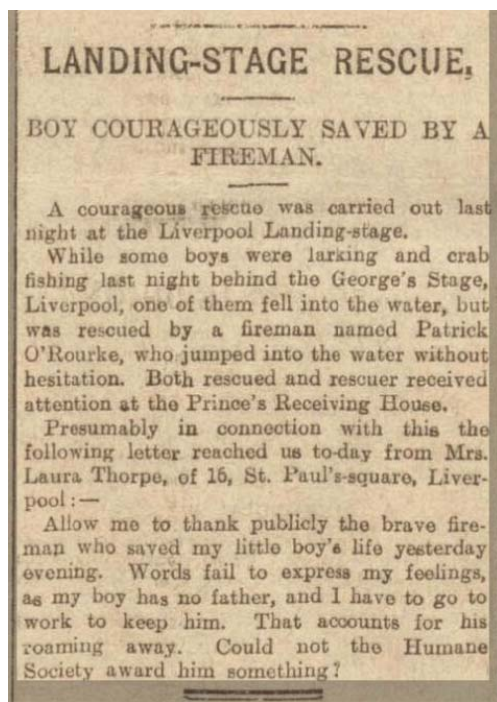 LANDING-STAGE RESCUE.
BOY COURAGEOUSLY SAVED BY A
FIREMAN.
A courageous rescue was carried out last
night at the Liverpool Landing-stage.
While some boys were larking and crab
fishing last night behind the George's Stage,
Liverpool, one of them fell into the water, but
was rescued by a fireman named Patrick
O'Rourke, who jumped into the water without
hesitation. Both rescued and rescuer received
attention at the Prince's Receiving House.
Presumably in connection with this the
following letter reached us to-day from Mrs.
Laura Thorpe, of 16, St. Paul's-square, Liver-
pool:—
Allow me to thank publicly the brave fire-
man who saved my little boy's life yesterday
evening. Words fail to express my feelings,
as my boy has no father, and I have to go to
work to keep him. That accounts for his
roaming away. Could not the Humane
Society award him something?